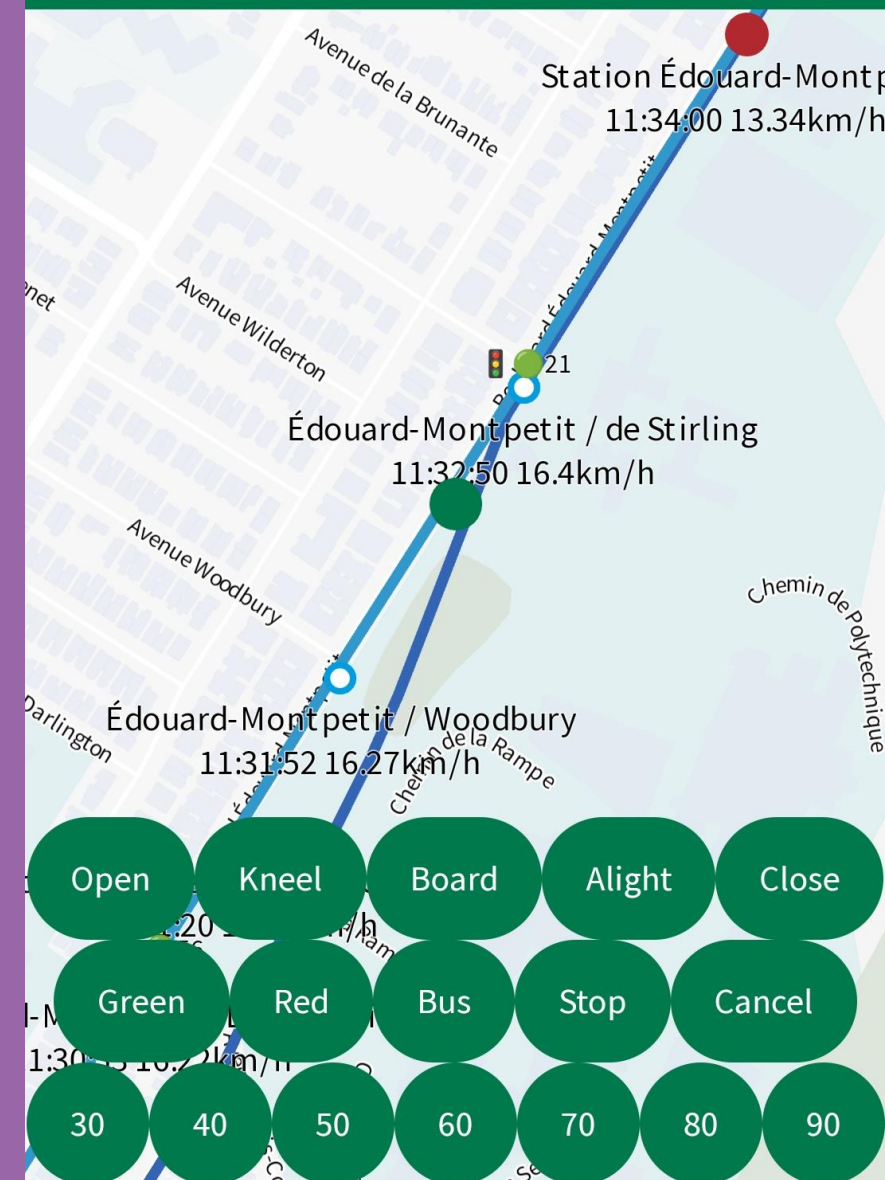 Avenue de la Brunante
Station Édouard-Montp
11:34:00 13.34km/h
Édouard-Montpetit
net
Avenue Wilderton
21
Édouard-Montpetit / de Stirling
11:32:50 16.4km/h
Avenue Woodbury
Chemin de Polytechnique
Darlington
Édouard-Montpetit / Woodbury
11:31:52 16.27km/h
Chemin de la Rampe
Open
Kneel
Board
Alight
Close
Green
Red
Bus
Stop
Cancel
30
40
50
60
70
80
90